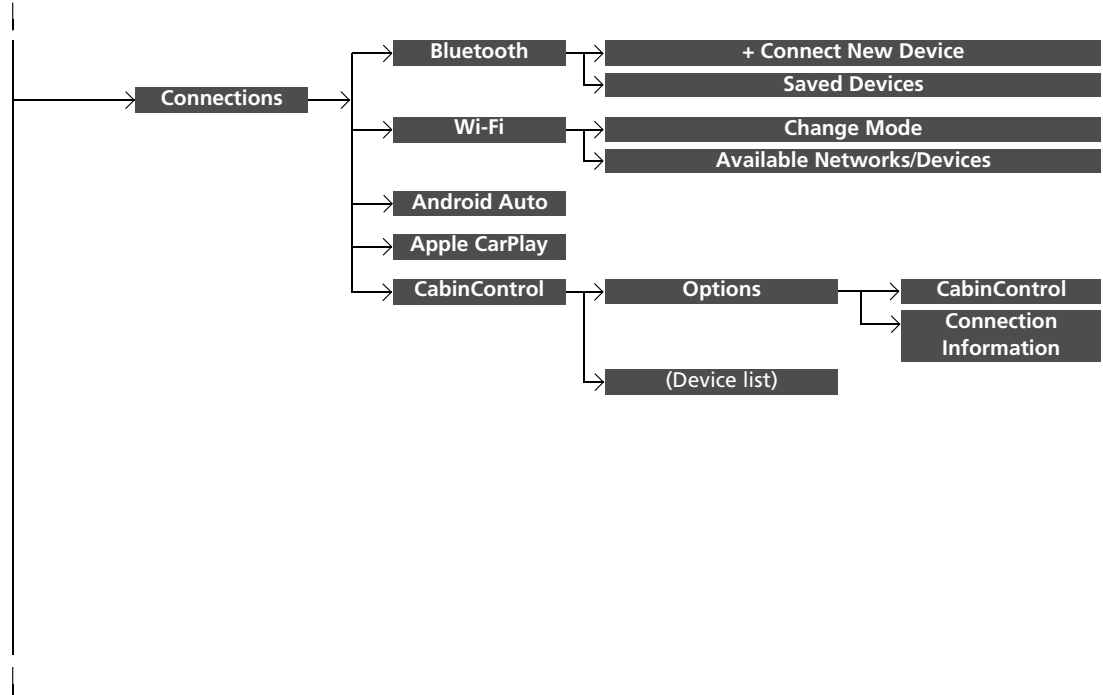 Bluetooth
+ Connect New Device
Saved Devices
Connections
Wi-Fi
Change Mode
Available Networks/Devices
Android Auto
Apple CarPlay
CabinControl
Options
CabinControl
Connection
Information
(Device list)